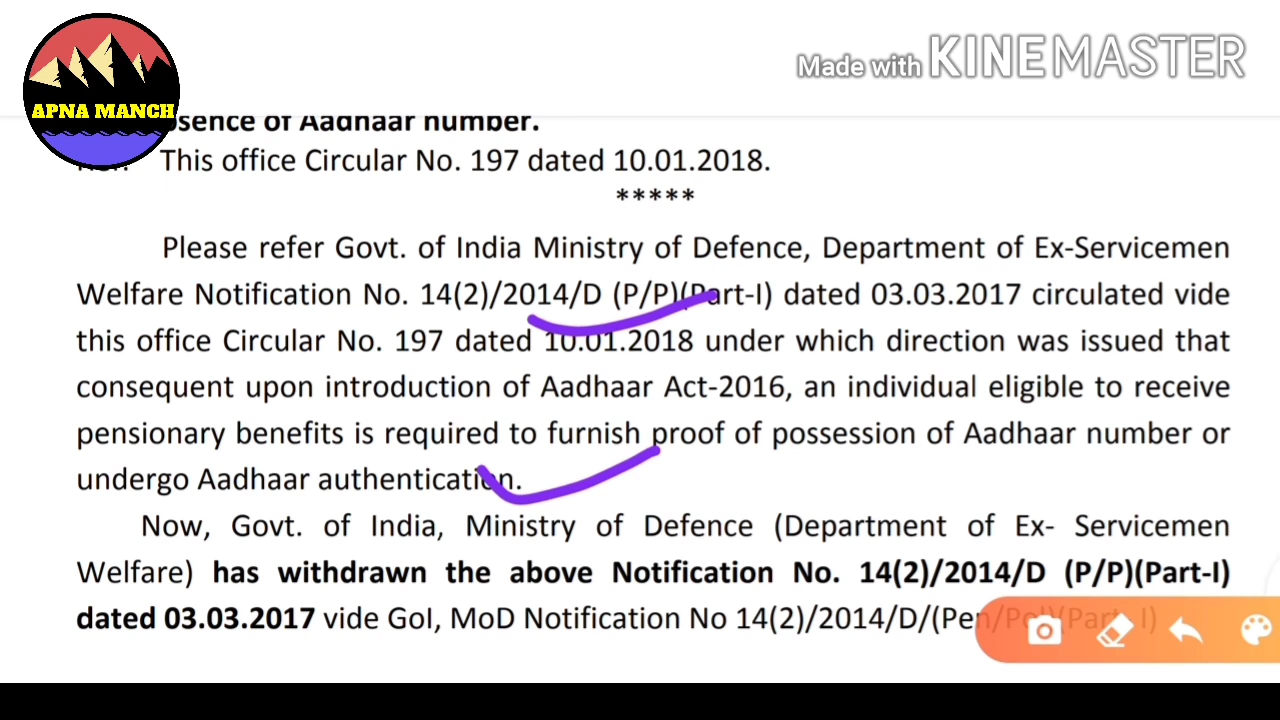 APNA MANCH
Made with KINEMASTER
sence of Aadhaar number.
This office Circular No. 197 dated 10.01.2018.
*****
Please refer Govt. of India Ministry of Defence, Department of Ex-Servicemen
Welfare Notification No. 14(2)/2014/D (P/P)(Part-I) dated 03.03.2017 circulated vide
this office Circular No. 197 dated 10.01.2018 under which direction was issued that
consequent upon introduction of Aadhaar Act-2016, an individual eligible to receive
pensionary benefits is required to furnish proof of possession of Aadhaar number or
undergo Aadhaar authentication.
Now, Govt. of India, Ministry of Defence (Department of Ex- Servicemen
Welfare) has withdrawn the above Notification No. 14(2)/2014/D (P/P)(Part-I)
dated 03.03.2017 vide GoI, MoD Notification No 14(2)/2014/D/(Pen/Pol)(Part- I)